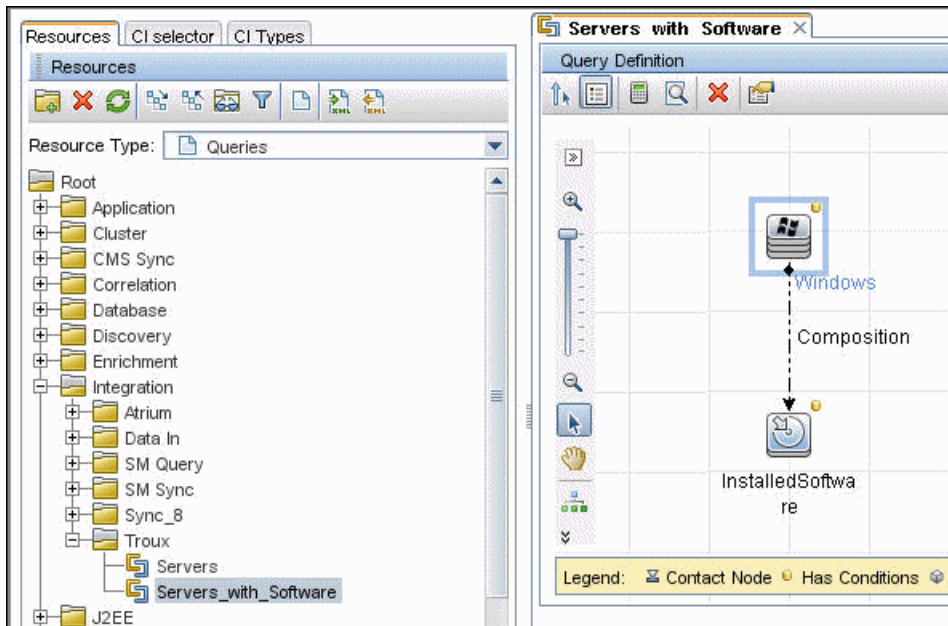 Resources CI selector CI Types
Resources
Resource Type: Queries
Root
Application
Cluster
CMS Sync
Correlation
Database
Discovery
Enrichment
Integration
Atrium
Data In
SM Query
SM Sync
Sync_8
Troux
Servers
Servers_with_Software
J2EE
Servers with Software
Query Definition
Windows
Composition
InstalledSoftwa
re
Legend: Contact Node Has Conditions